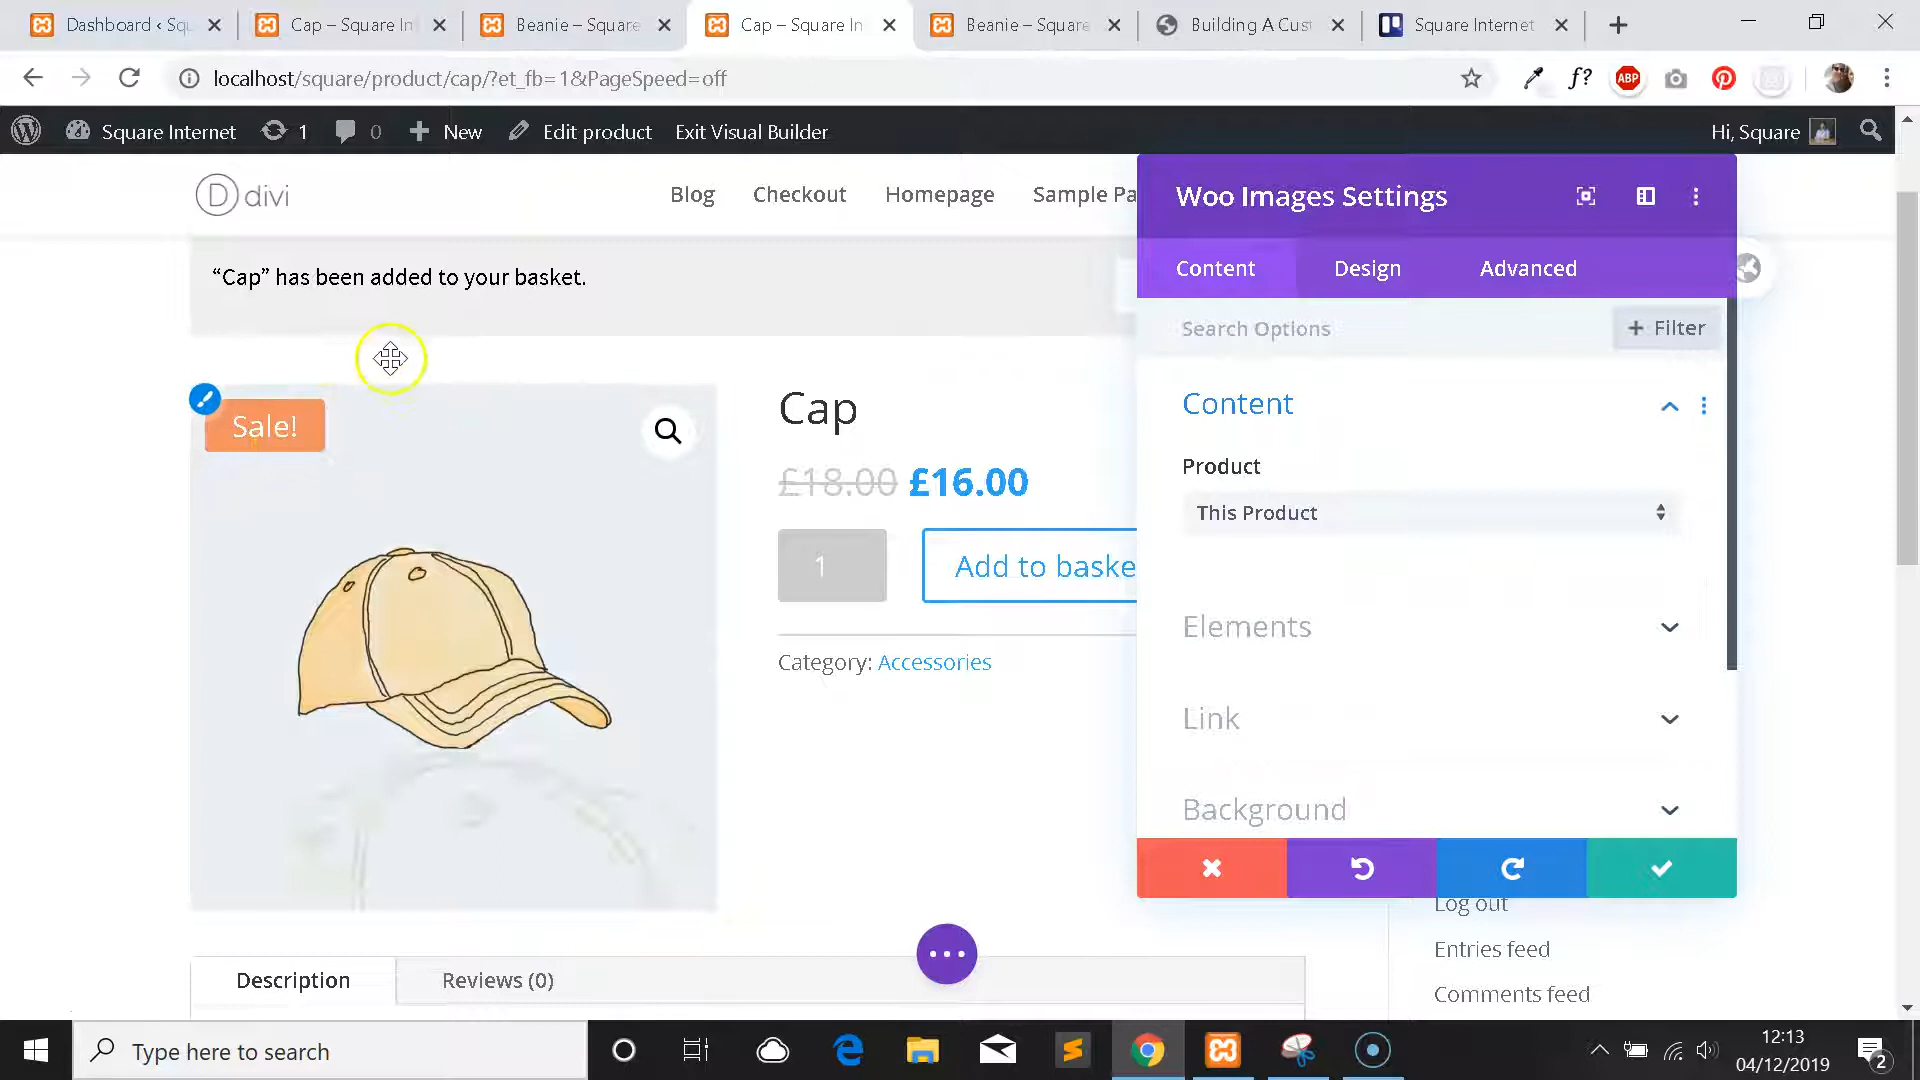 Dashboard ‹ Squ
Cap – Square In
Beanie – Square
Cap – Square In
Beanie – Square
Building A Cus
Square Internet
localhost/square/product/cap/?et_fb=1&PageSpeed=off
f?
ABP
Square Internet
1
0
New
Edit product
Exit Visual Builder
Hi, Square
D divi
Blog
Checkout
Homepage
Sample Pa
“Cap” has been added to your basket.
Sale!
Cap
£18.00 £16.00
1
Add to baske
Category: Accessories
Description
Reviews (0)
Woo Images Settings
Content
Design
Advanced
Search Options
+ Filter
Content
Product
This Product
Elements
Link
Background
Log out
Entries feed
Comments feed
Type here to search
12:13
04/12/2019
2